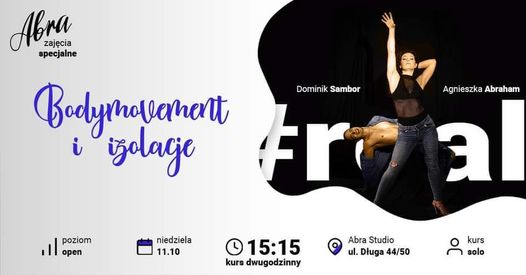 Abra
zajęcia
specjalne
Bodymovement
i izolacje
Dominik Sambor
Agnieszka Abraham
#real
poziom
open
niedziela
11.10
15:15
kurs dwugodzinny
Abra Studio
ul. Długa 44/50
kurs
solo